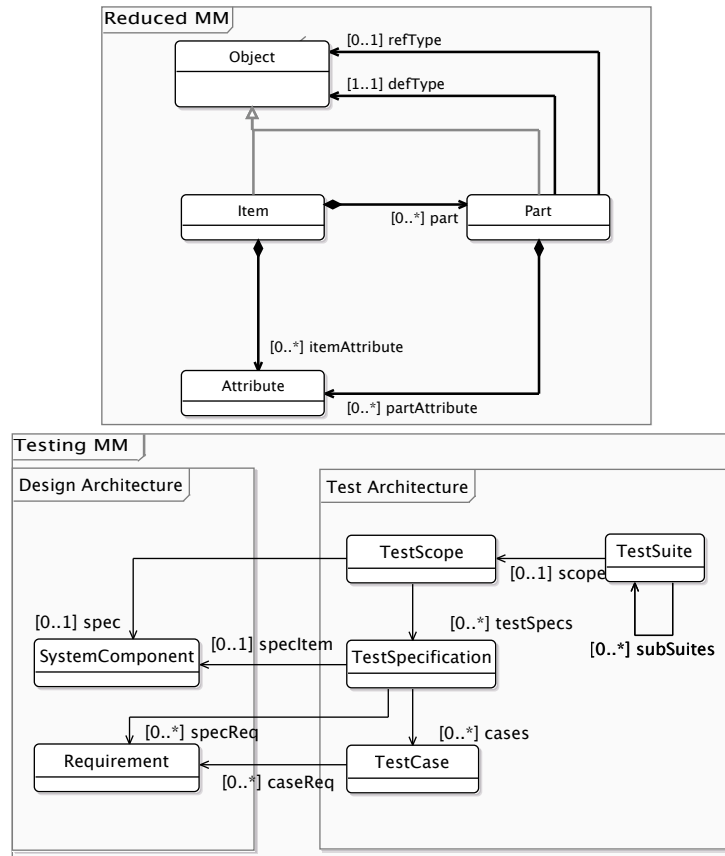 Reduced MM
[0..1] refType
Object
[1..1] defType
Item
Part
[0..*] part
[0..*] itemAttribute
Attribute
[0..*] partAttribute
Testing MM
Design Architecture
Test Architecture
TestScope
TestSuite
[0..1] scope
[0..1] spec
[0..*] testSpecs
[0..1] specItem
[0..*] subSuites
SystemComponent
TestSpecification
[0..*] specReq
[0..*] cases
Requirement
TestCase
[0..*] caseReq